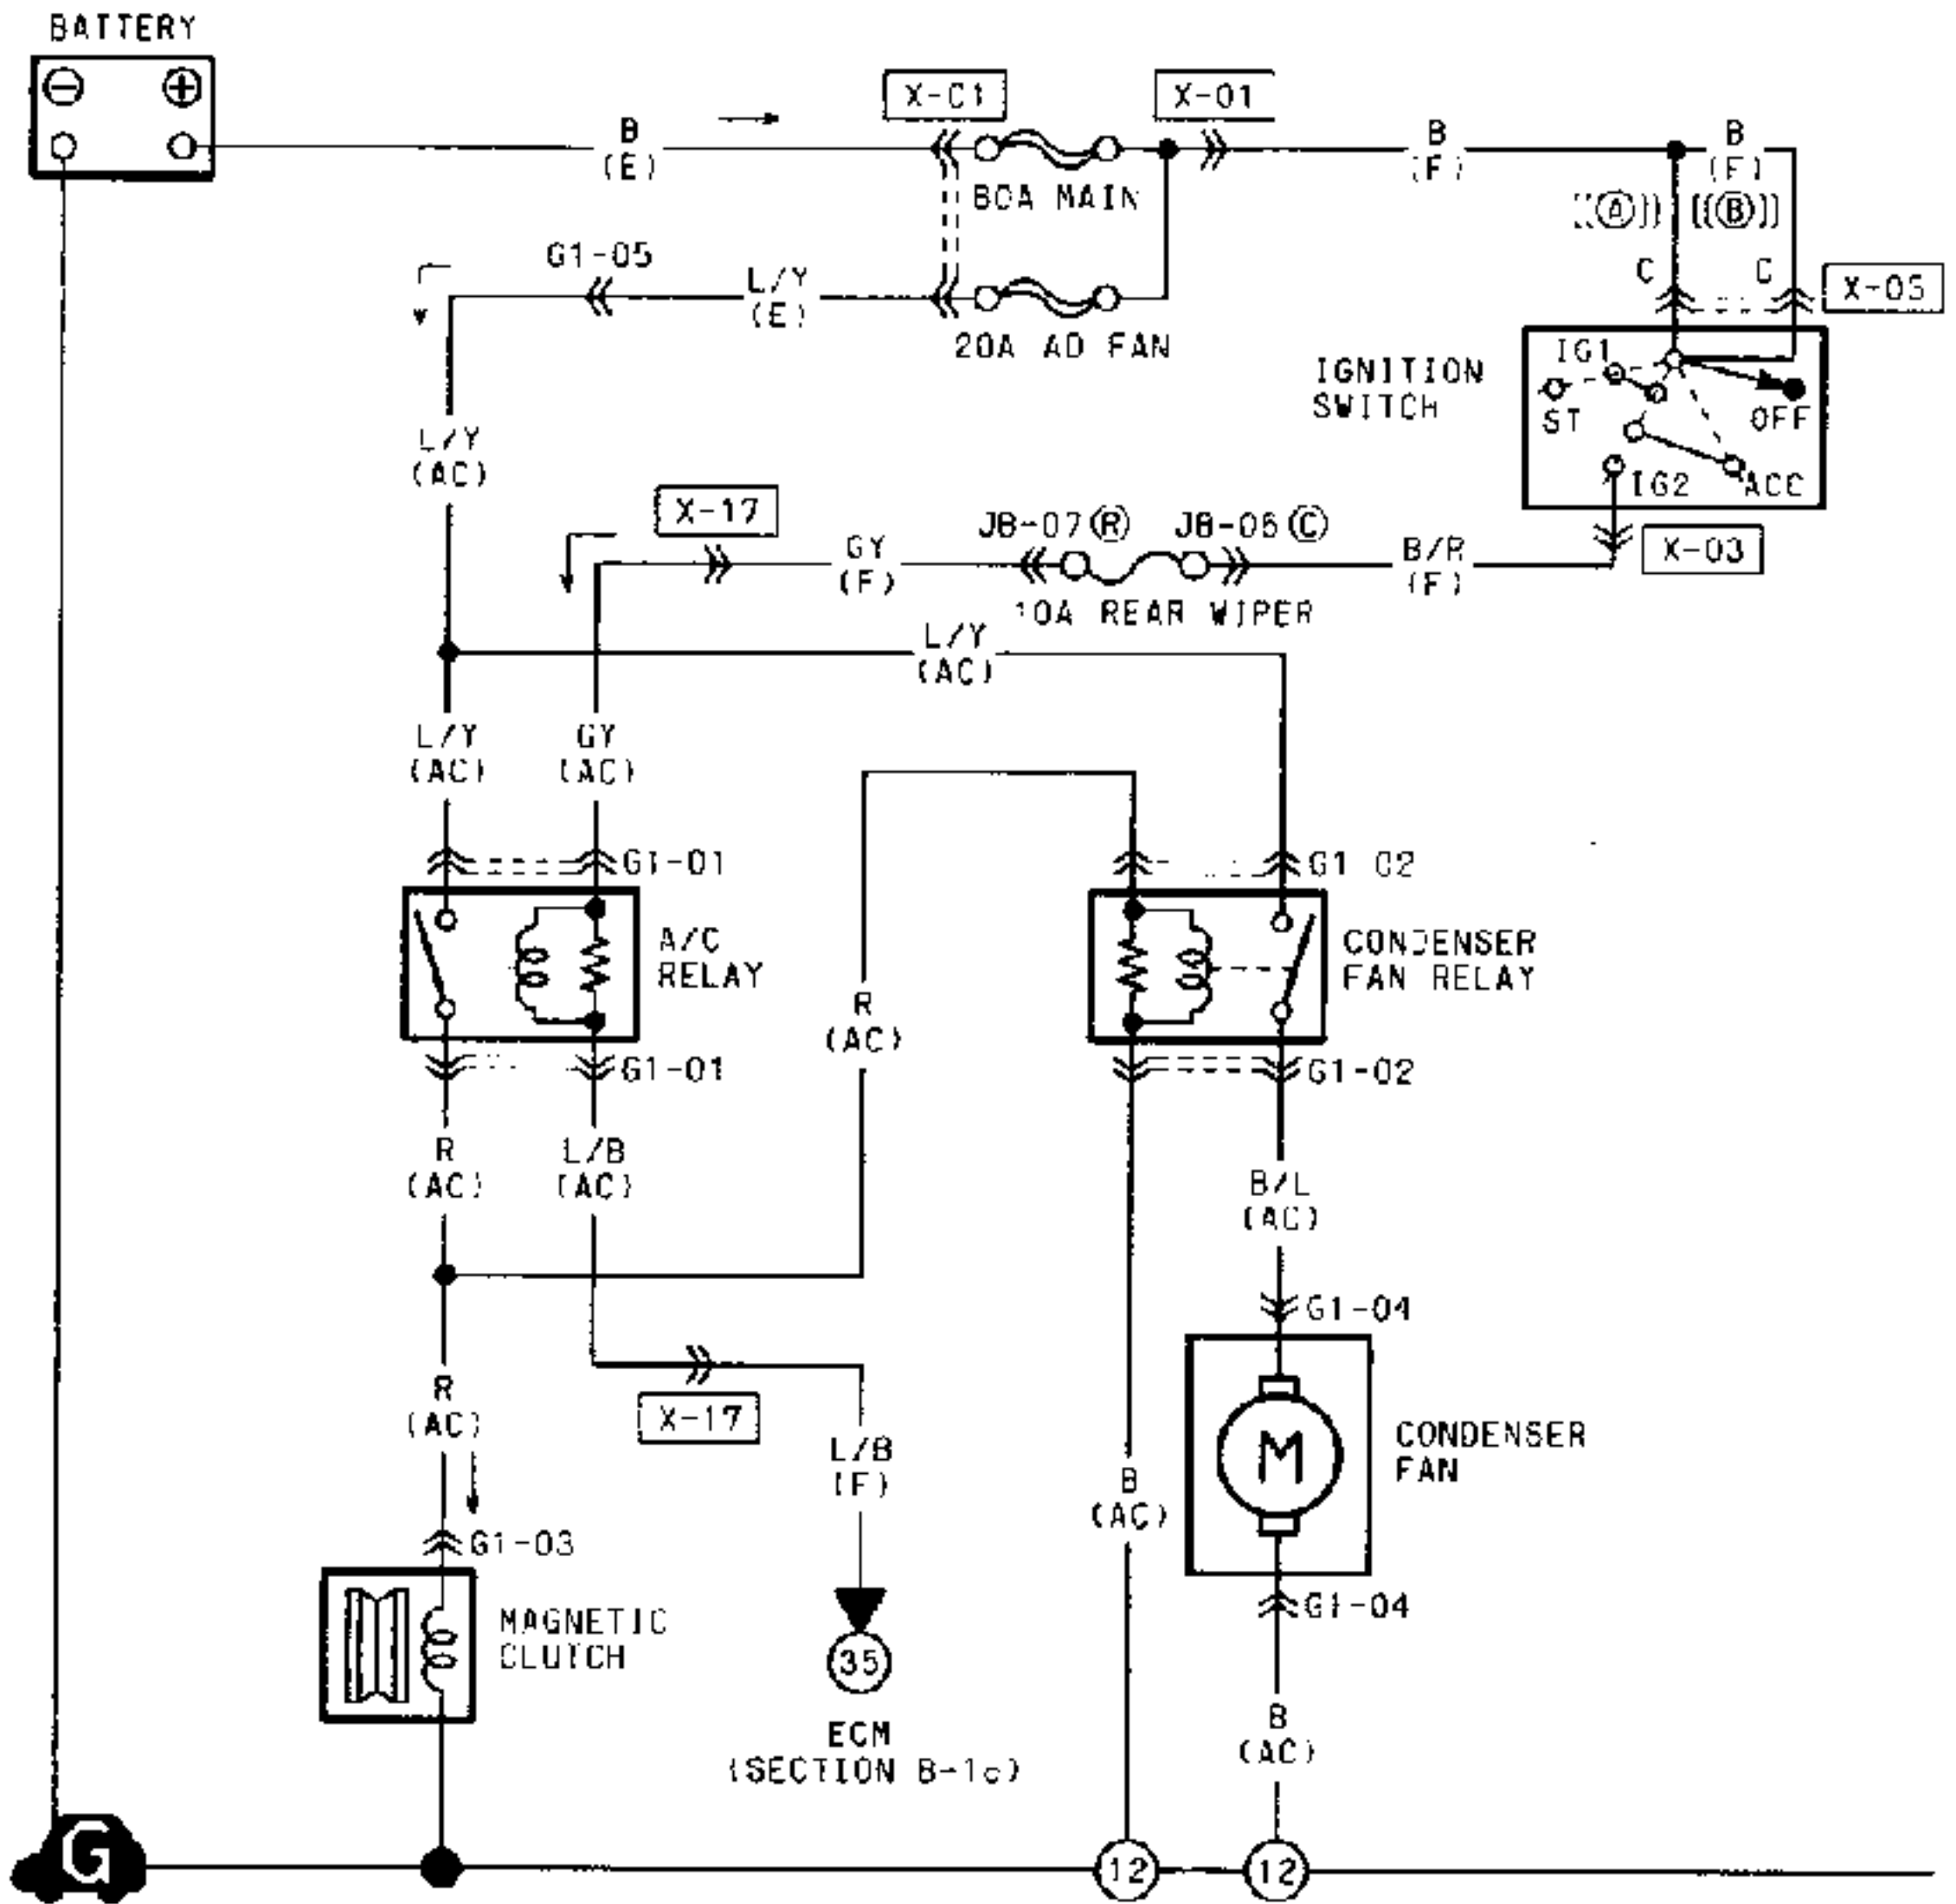 BATTERY
X-C1
X-01
B
(E)
B
(F)
B
(F)
80A MAIN
((A))
((B))
G1-05
L/Y
(E)
C
C
X-05
20A AD FAN
IGNITION
SWITCH
IG1
ST
OFF
IG2
ACC
L/Y
(AC)
X-17
GY
(F)
JB-07 (R)
JB-06 (C)
B/R
(F)
X-03
10A REAR WIPER
L/Y
(AC)
L/Y
(AC)
GY
(AC)
G1-01
G1-02
A/C
RELAY
CONDENSER
FAN RELAY
R
(AC)
G1-01
G1-02
R
(AC)
L/B
(AC)
B/L
(AC)
G1-04
R
(AC)
X-17
L/B
(F)
B
(AC)
M
CONDENSER
FAN
G1-03
G1-04
MAGNETIC
CLUTCH
35
ECM
(SECTION B-1c)
B
(AC)
G
12
12